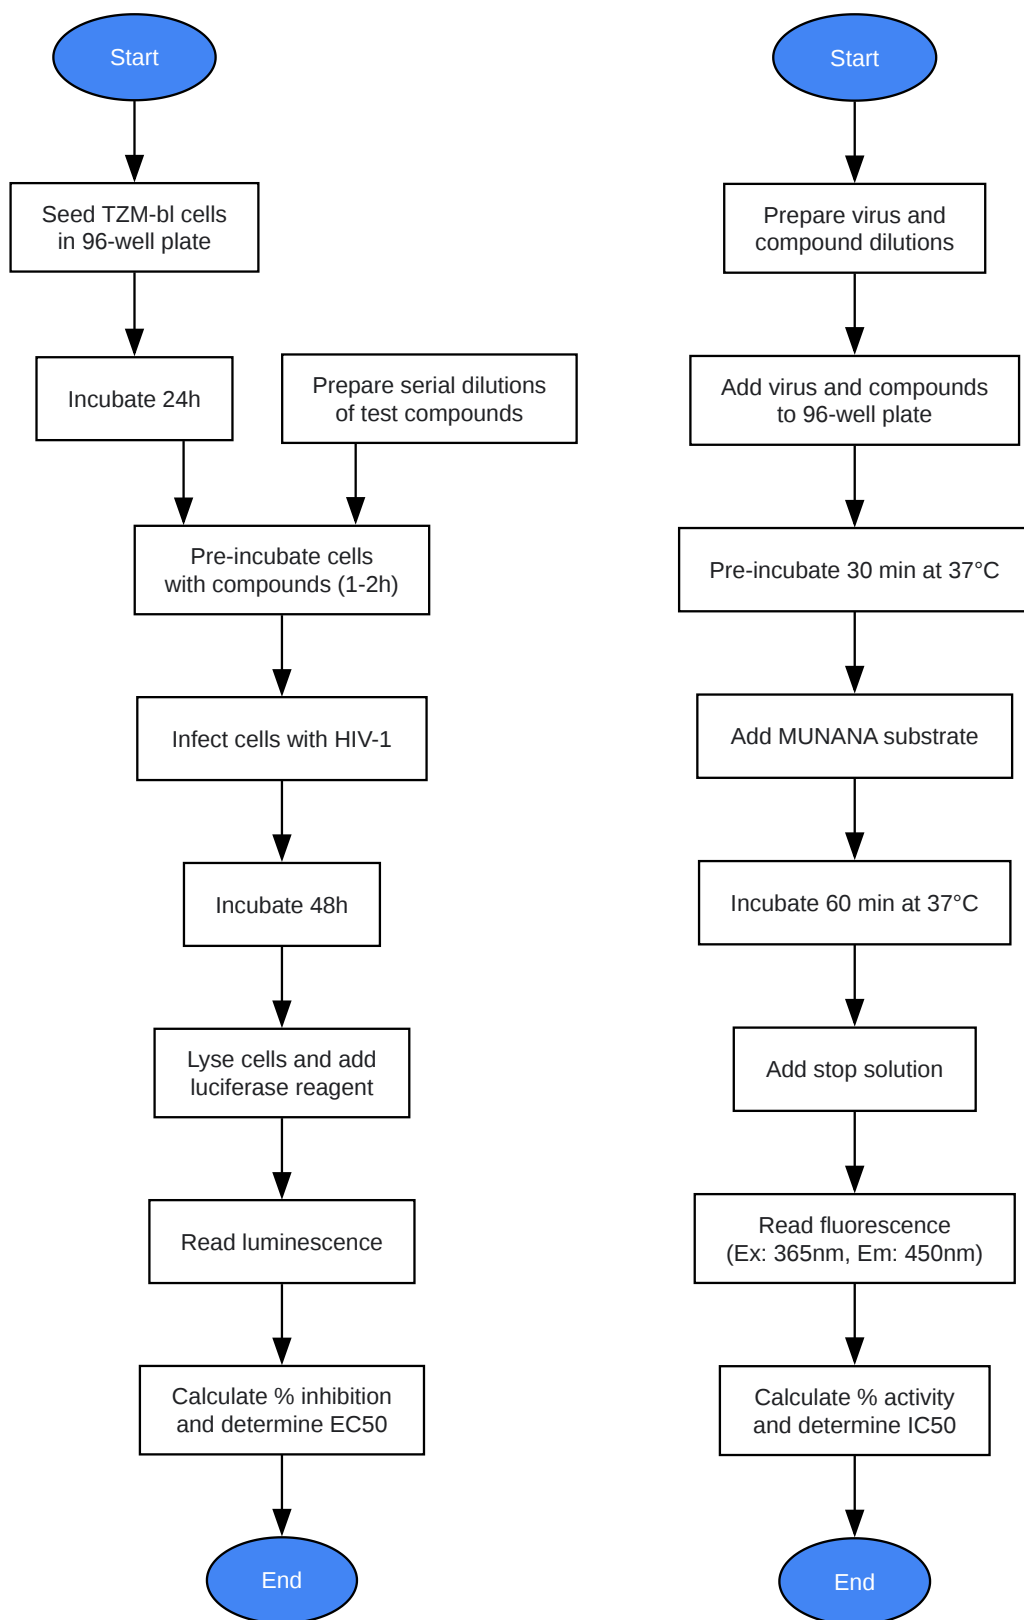 Start
Seed TZM-bl cells
in 96-well plate
Incubate 24h
Prepare serial dilutions
of test compounds
Pre-incubate cells
with compounds (1-2h)
Infect cells with HIV-1
Incubate 48h
Lyse cells and add
luciferase reagent
Read luminescence
Calculate % inhibition
and determine EC50
End
Start
Prepare virus and
compound dilutions
Add virus and compounds
to 96-well plate
Pre-incubate 30 min at 37°C
Add MUNANA substrate
Incubate 60 min at 37°C
Add stop solution
Read fluorescence
(Ex: 365nm, Em: 450nm)
Calculate % activity
and determine IC50
End